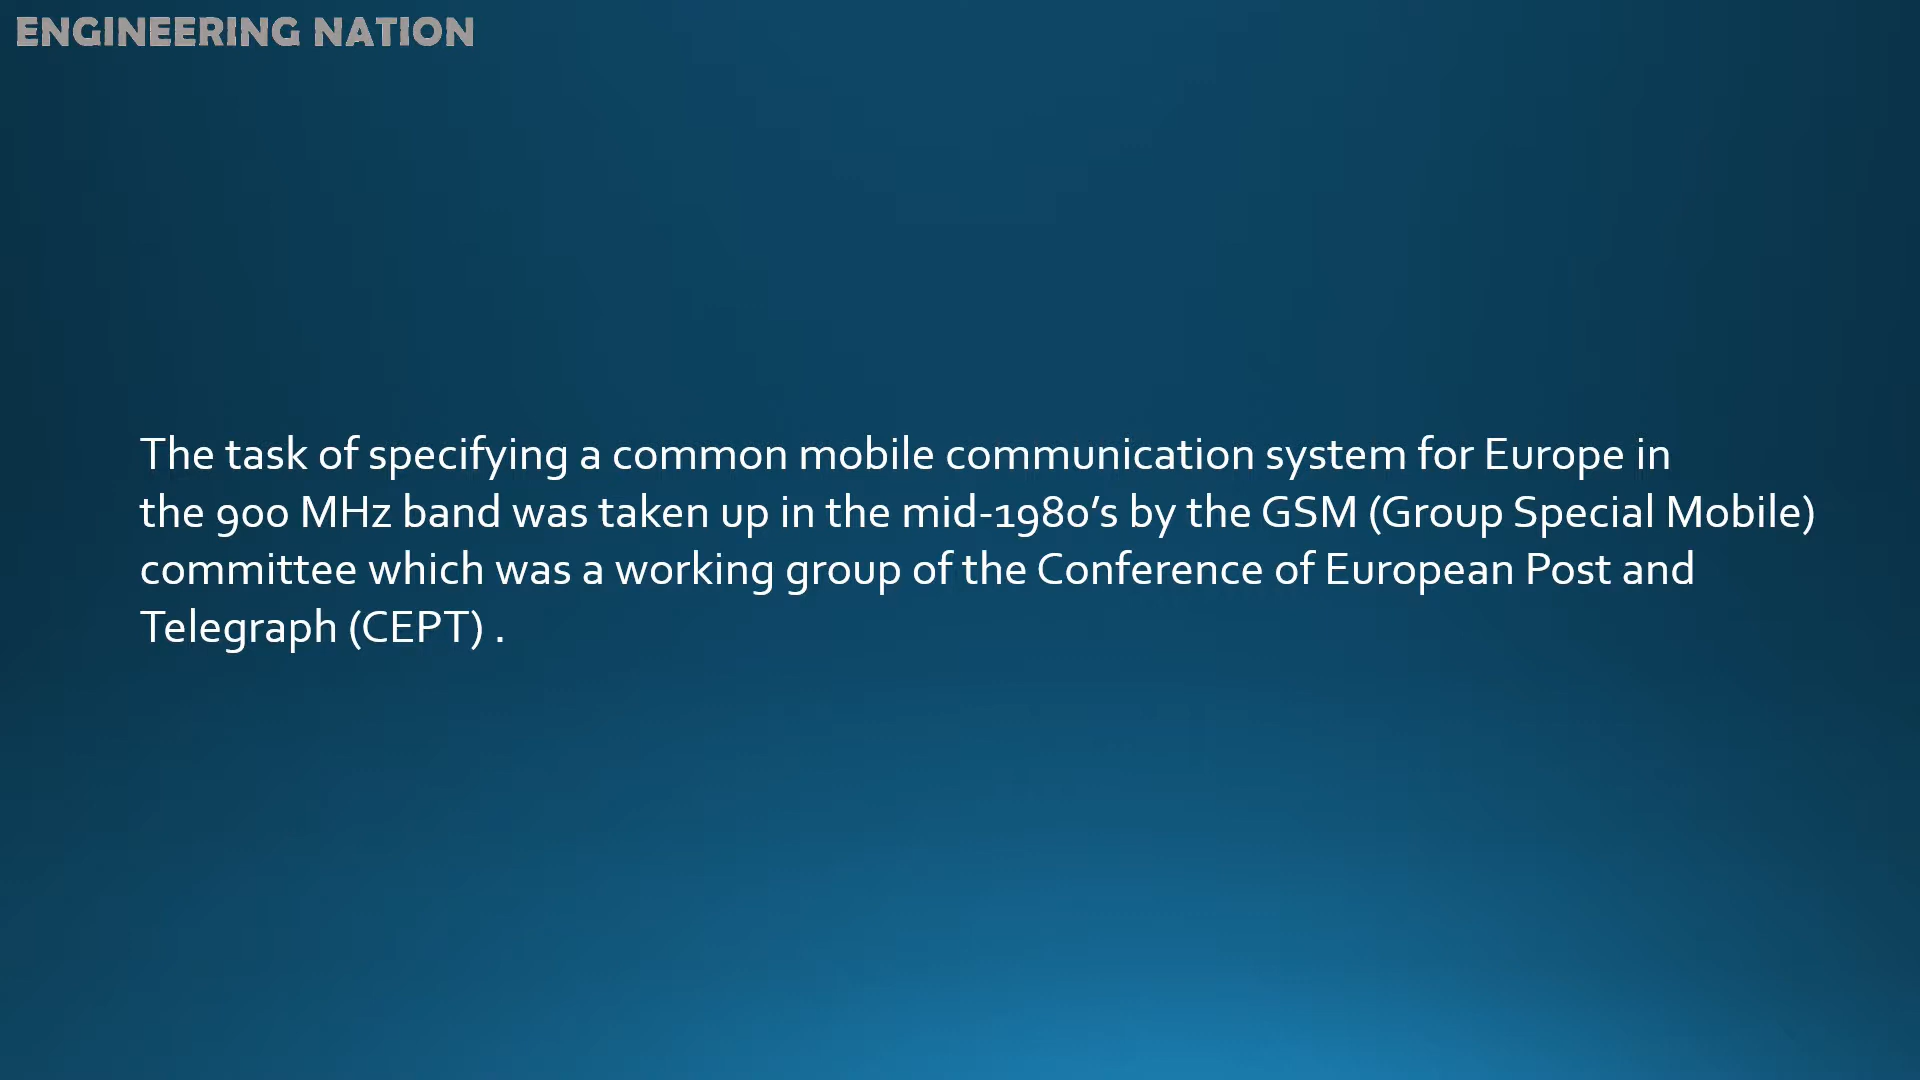 ENGINEERING NATION
The task of specifying a common mobile communication system for Europe in
the 900 MHz band was taken up in the mid-1980’s by the GSM (Group Special Mobile)
committee which was a working group of the Conference of European Post and
Telegraph (CEPT) .